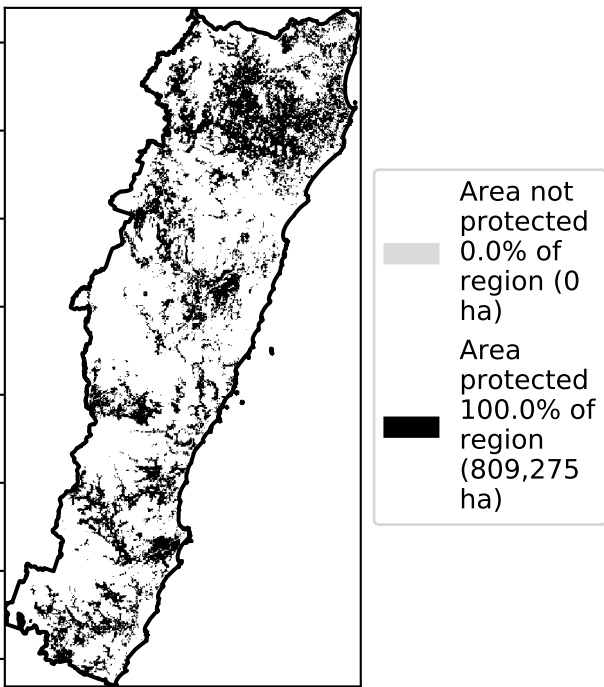 Area not
protected
0.0% of
region (0
ha)
Area
protected
100.0% of
region
(809,275
ha)